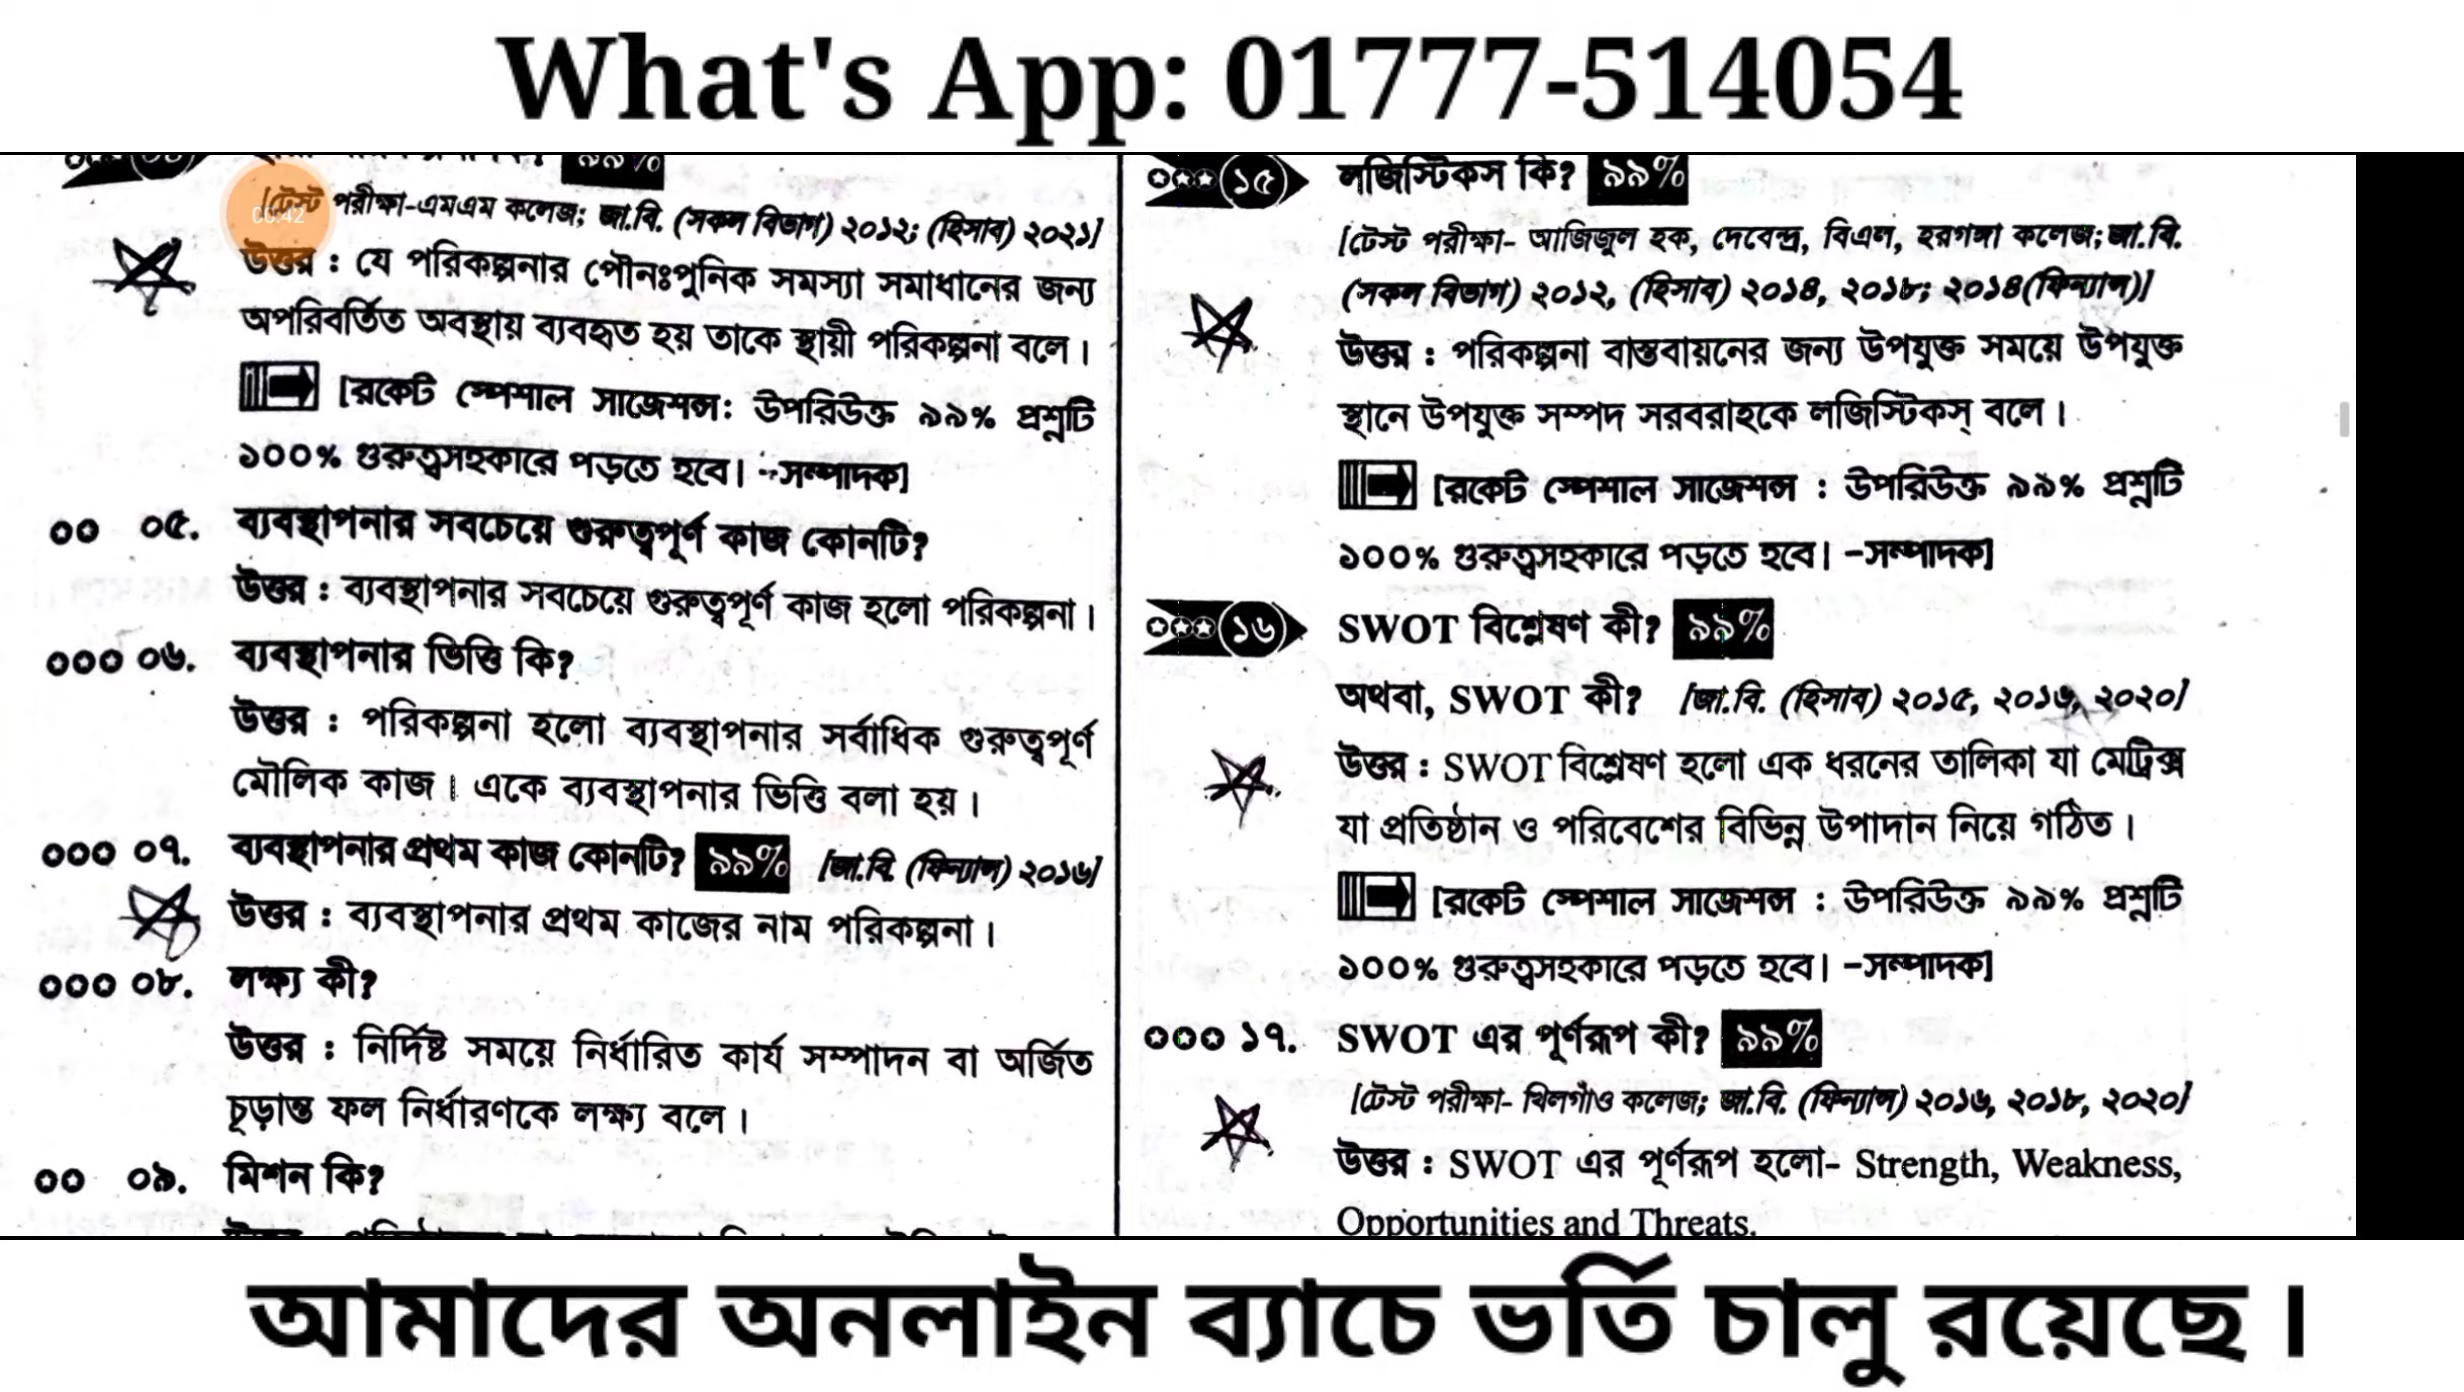 What's App: 01777-514054
৯৯%
[টেস্ট পরীক্ষা-এমএম কলেজ; জা.বি. (সকল বিভাগ) ২০১২; (হিসাব) ২০২১]
00:42
উত্তর : যে পরিকল্পনার পৌনঃপুনিক সমস্যা সমাধানের জন্য
অপরিবর্তিত অবস্থায় ব্যবহৃত হয় তাকে স্থায়ী পরিকল্পনা বলে।
[রকেট স্পেশাল সাজেশন্স: উপরিউক্ত ৯৯% প্রশ্নটি
১০০% গুরুত্বসহকারে পড়তে হবে। -সম্পাদক]
০৫. ব্যবস্থাপনার সবচেয়ে গুরুত্বপূর্ণ কাজ কোনটি?
উত্তর : ব্যবস্থাপনার সবচেয়ে গুরুত্বপূর্ণ কাজ হলো পরিকল্পনা।
০৬. ব্যবস্থাপনার ভিত্তি কি?
উত্তর : পরিকল্পনা হলো ব্যবস্থাপনার সর্বাধিক গুরুত্বপূর্ণ
মৌলিক কাজ। একে ব্যবস্থাপনার ভিত্তি বলা হয়।
০৭. ব্যবস্থাপনার প্রথম কাজ কোনটি? ৯৯% [জা.বি. (ফিন্যান্স) ২০১৬]
উত্তর : ব্যবস্থাপনার প্রথম কাজের নাম পরিকল্পনা।
০৮. লক্ষ্য কী?
উত্তর : নির্দিষ্ট সময়ে নির্ধারিত কার্য সম্পাদন বা অর্জিত
চূড়ান্ত ফল নির্ধারণকে লক্ষ্য বলে।
০৯. মিশন কি?
১৫ লজিস্টিকস কি? ৯৯%
[টেস্ট পরীক্ষা- আজিজুল হক, দেবেন্দ্র, বিএল, হরগঙ্গা কলেজ; জা.বি.
(সকল বিভাগ) ২০১২, (হিসাব) ২০১৪, ২০১৮; ২০১৪(ফিন্যান্স)]
উত্তর : পরিকল্পনা বাস্তবায়নের জন্য উপযুক্ত সময়ে উপযুক্ত
স্থানে উপযুক্ত সম্পদ সরবরাহকে লজিস্টিকস্ বলে।
[রকেট স্পেশাল সাজেশন্স : উপরিউক্ত ৯৯% প্রশ্নটি
১০০% গুরুত্বসহকারে পড়তে হবে। -সম্পাদক]
১৬ SWOT বিশ্লেষণ কী? ৯৯%
অথবা, SWOT কী? [জা.বি. (হিসাব) ২০১৫, ২০১৬, ২০২০]
উত্তর : SWOT বিশ্লেষণ হলো এক ধরনের তালিকা যা মেট্রিক্স
যা প্রতিষ্ঠান ও পরিবেশের বিভিন্ন উপাদান নিয়ে গঠিত।
[রকেট স্পেশাল সাজেশন্স : উপরিউক্ত ৯৯% প্রশ্নটি
১০০% গুরুত্বসহকারে পড়তে হবে। -সম্পাদক]
১৭. SWOT এর পূর্ণরূপ কী? ৯৯%
[টেস্ট পরীক্ষা- খিলগাঁও কলেজ; জা.বি. (ফিন্যান্স) ২০১৬, ২০১৮, ২০২০]
উত্তর : SWOT এর পূর্ণরূপ হলো- Strength, Weakness,
Opportunities and Threats.
আমাদের অনলাইন ব্যাচে ভর্তি চালু রয়েছে।